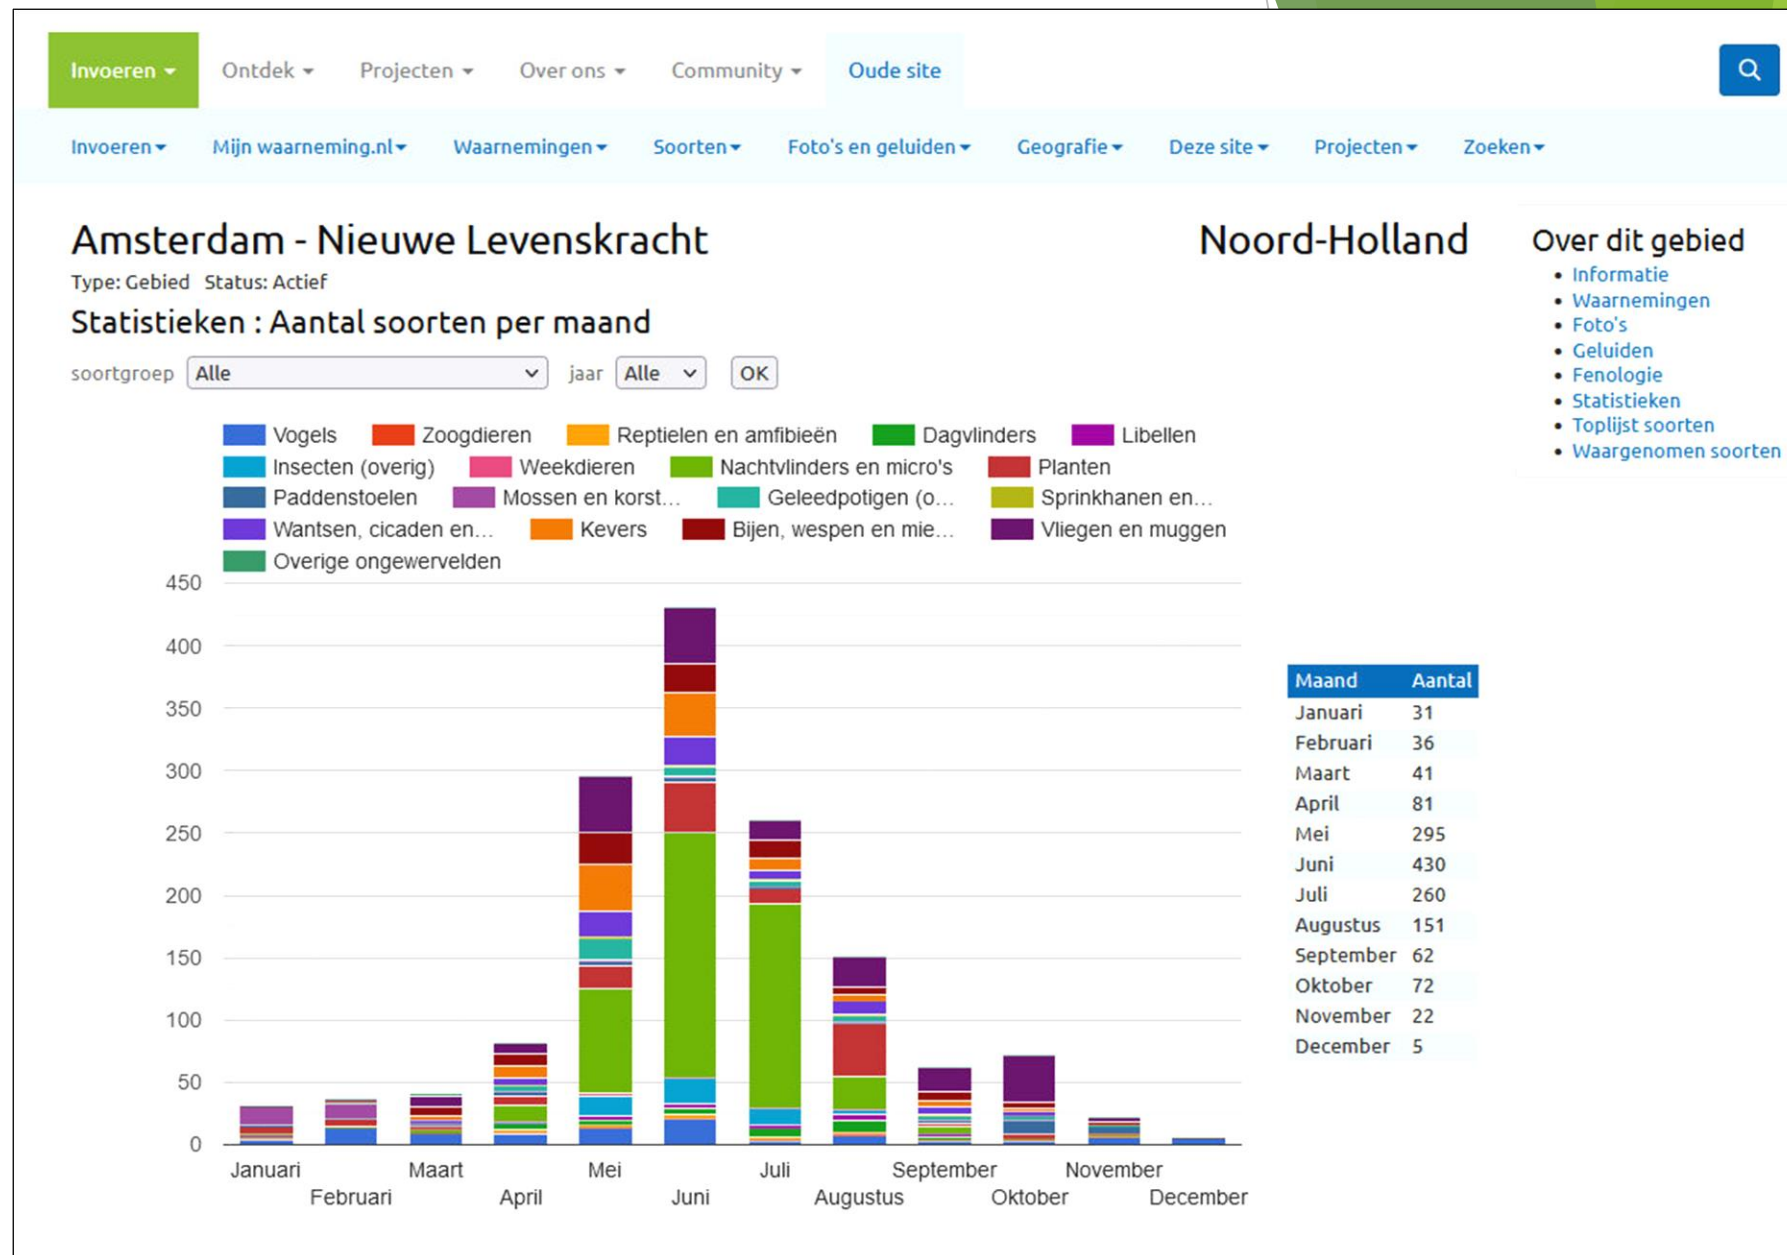 Invoeren Ontdek Projecten Over ons Community Oude site
Invoeren Mijn waarneming.nl Waarnemingen Soorten Foto's en geluiden Geografie Deze site Projecten Zoeken
Amsterdam - Nieuwe Levenskracht Noord-Holland
Type: Gebied Status: Actief
Statistieken : Aantal soorten per maand
soortgroep Alle jaar Alle OK
Over dit gebied
• Informatie
• Waarnemingen
• Foto's
• Geluiden
• Fenologie
• Statistieken
• Toplijst soorten
• Waargenomen soorten
Vogels Zoogdieren Reptielen en amfibieën Dagvlinders Libellen
Insecten (overig) Weekdieren Nachtvlinders en micro's Planten
Paddenstoelen Mossen en korst... Geleedpotigen (o... Sprinkhanen en...
Wantsen, cicaden en... Kevers Bijen, wespen en mie... Vliegen en muggen
Overige ongewervelden
450
400
350
300
250
200
150
100
50
0
Januari Maart Mei Juli September November
Februari April Juni Augustus Oktober December
Maand Aantal
Januari 31
Februari 36
Maart 41
April 81
Mei 295
Juni 430
Juli 260
Augustus 151
September 62
Oktober 72
November 22
December 5